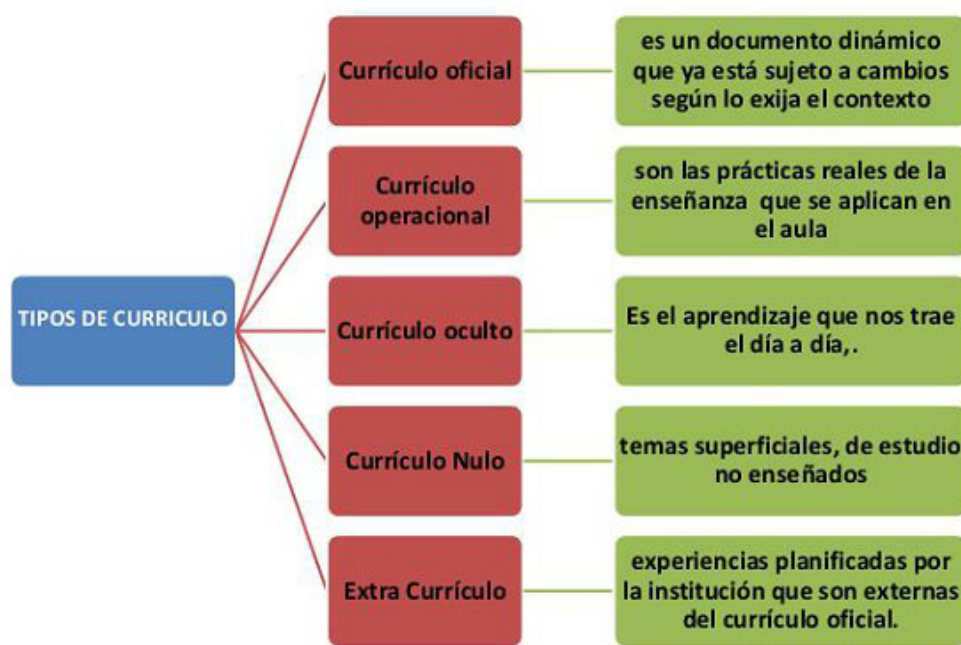 TIPOS DE CURRICULO
Currículo oficial
es un documento dinámico
que ya está sujeto a cambios
según lo exija el contexto
Currículo
operacional
son las prácticas reales de la
enseñanza que se aplican en
el aula
Currículo oculto
Es el aprendizaje que nos trae
el día a día,.
Currículo Nulo
temas superficiales, de estudio
no enseñados
Extra Currículo
experiencias planificadas por
la institución que son externas
del currículo oficial.